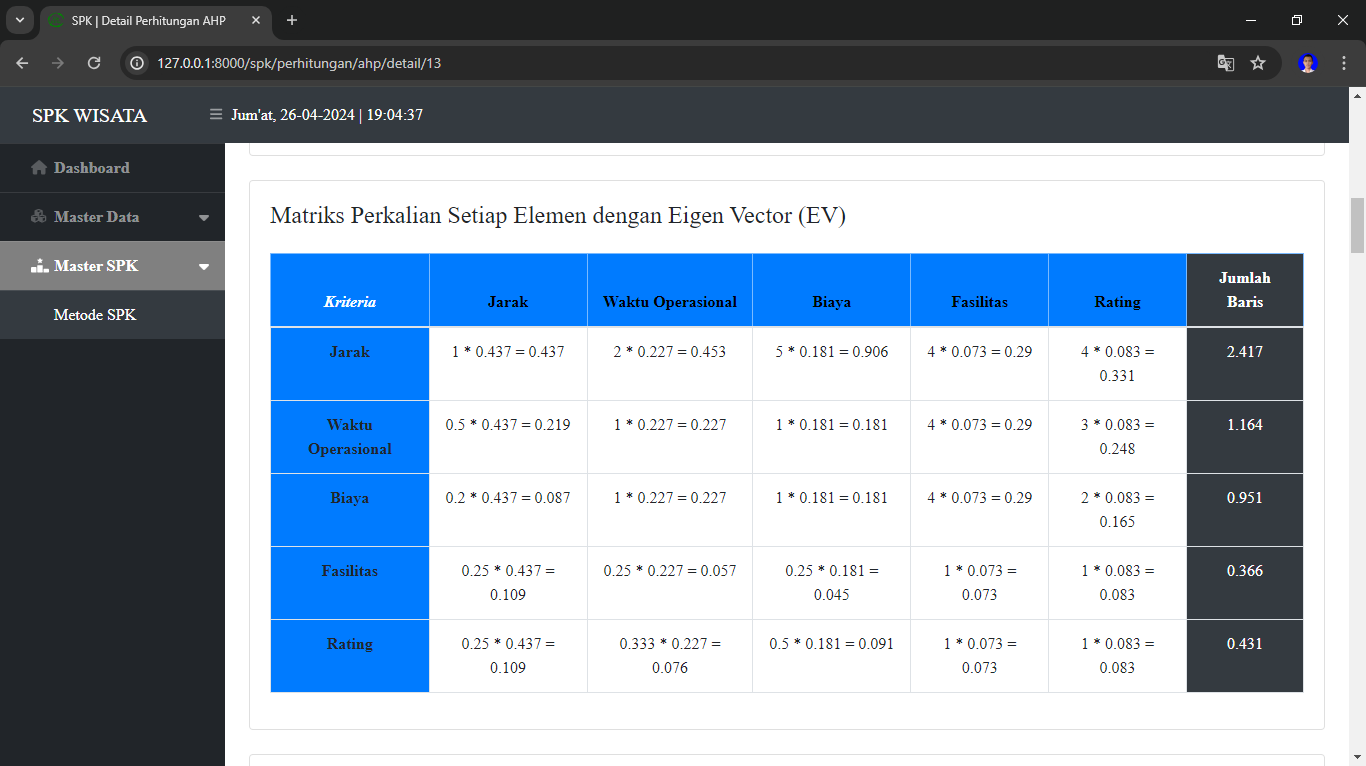 SPK | Detail Perhitungan AHP
127.0.0.1:8000/spk/perhitungan/ahp/detail/13
SPK WISATA
Jum'at, 26-04-2024 | 19:04:37
Dashboard
Master Data
Master SPK
Metode SPK
Matriks Perkalian Setiap Elemen dengan Eigen Vector (EV)
Kriteria Jarak Waktu Operasional Biaya Fasilitas Rating Jumlah
Baris
Jarak 1 * 0.437 = 0.437 2 * 0.227 = 0.453 5 * 0.181 = 0.906 4 * 0.073 = 0.29 4 * 0.083 = 2.417
0.331
Waktu 0.5 * 0.437 = 0.219 1 * 0.227 = 0.227 1 * 0.181 = 0.181 4 * 0.073 = 0.29 3 * 0.083 = 1.164
Operasional 0.248
Biaya 0.2 * 0.437 = 0.087 1 * 0.227 = 0.227 1 * 0.181 = 0.181 4 * 0.073 = 0.29 2 * 0.083 = 0.951
0.165
Fasilitas 0.25 * 0.437 = 0.25 * 0.227 = 0.057 0.25 * 0.181 = 1 * 0.073 = 1 * 0.083 = 0.366
0.109 0.045 0.073 0.083
Rating 0.25 * 0.437 = 0.333 * 0.227 = 0.5 * 0.181 = 0.091 1 * 0.073 = 1 * 0.083 = 0.431
0.109 0.076 0.073 0.083